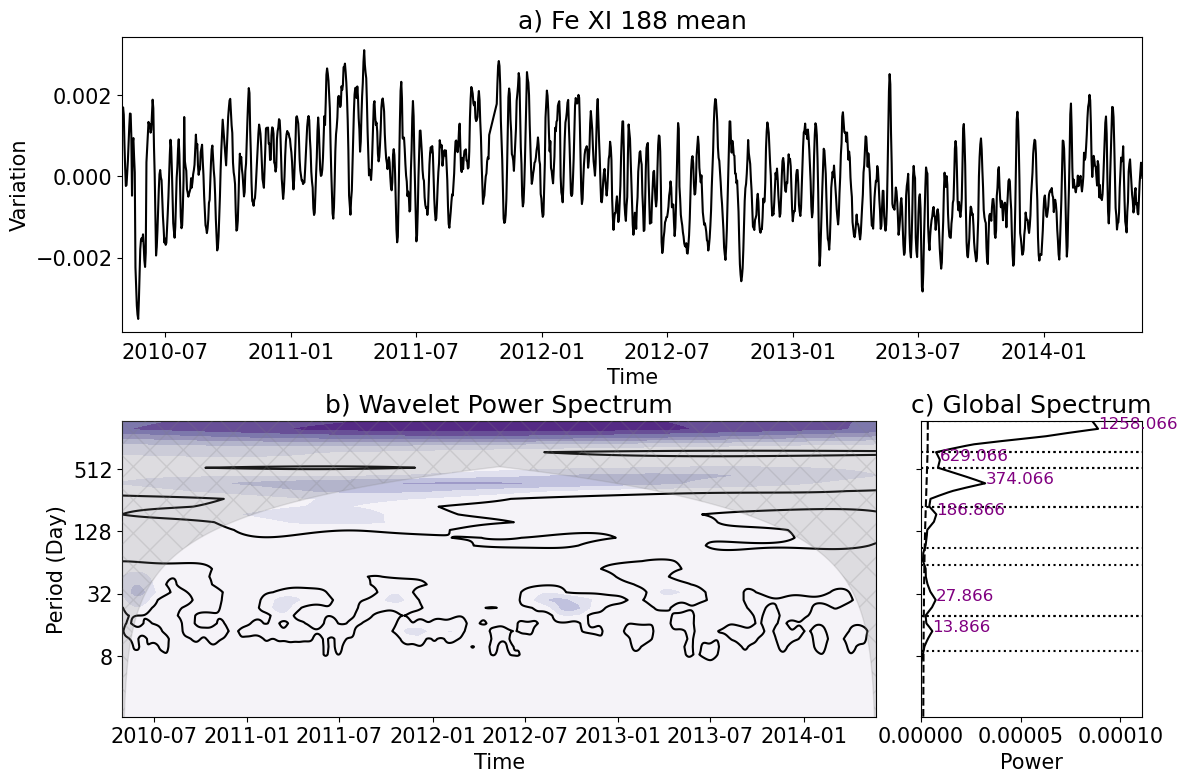 a) Fe XI 188 mean
Variation
0.002
0.000
−0.002
2010-07 2011-01 2011-07 2012-01 2012-07 2013-01 2013-07 2014-01
Time
b) Wavelet Power Spectrum
Period (Day)
512
128
32
8
2010-07 2011-01 2011-07 2012-01 2012-07 2013-01 2013-07 2014-01
Time
c) Global Spectrum
1258.066
629.066
374.066
186.866
27.866
13.866
0.00000 0.00005 0.00010
Power